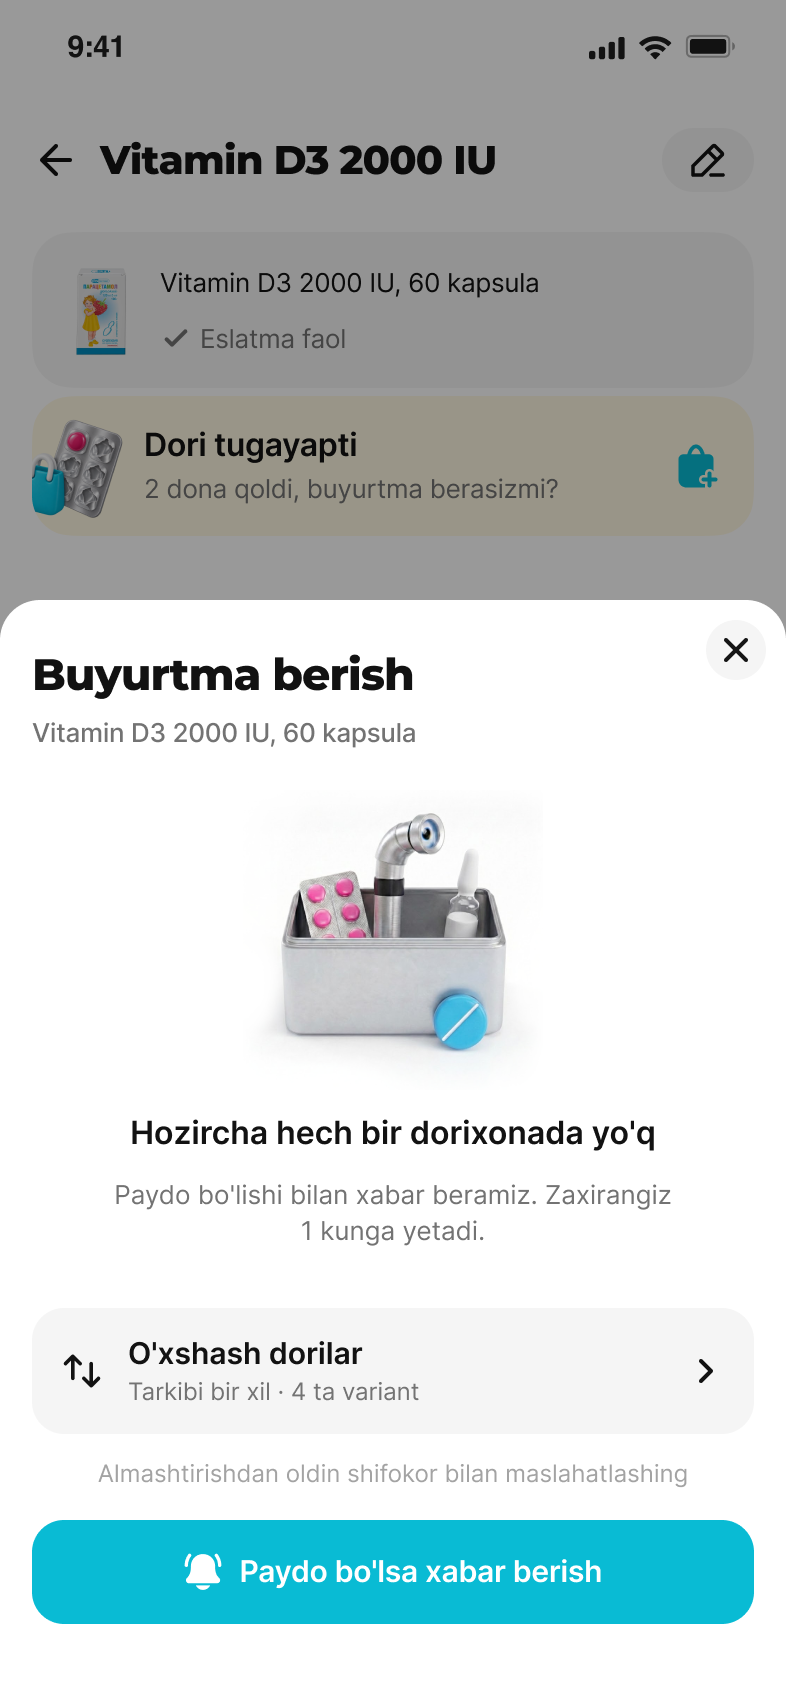 9:41
Vitamin D3 2000 IU
Vitamin D3 2000 IU, 60 kapsula
Eslatma faol
Dori tugayapti
2 dona qoldi, buyurtma berasizmi?
Buyurtma berish
Vitamin D3 2000 IU, 60 kapsula
Hozircha hech bir dorixonada yo'q
Paydo bo'lishi bilan xabar beramiz. Zaxirangiz
1 kunga yetadi.
O'xshash dorilar
Tarkibi bir xil · 4 ta variant
Almashtirishdan oldin shifokor bilan maslahatlashing
Paydo bo'lsa xabar berish